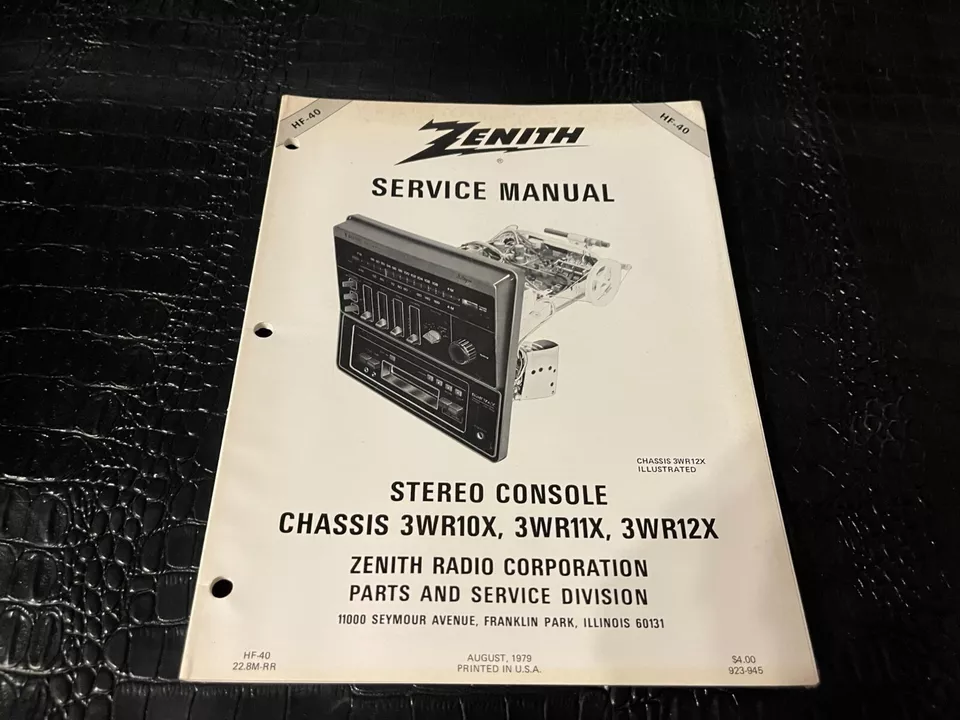 HF-40
HF-40
ZENITH
®
SERVICE MANUAL
CHASSIS 3WR12X
ILLUSTRATED
STEREO CONSOLE
CHASSIS 3WR10X, 3WR11X, 3WR12X
ZENITH RADIO CORPORATION
PARTS AND SERVICE DIVISION
11000 SEYMOUR AVENUE, FRANKLIN PARK, ILLINOIS 60131
HF-40
22.8M-RR
AUGUST, 1979
PRINTED IN U.S.A.
$4.00
923-945